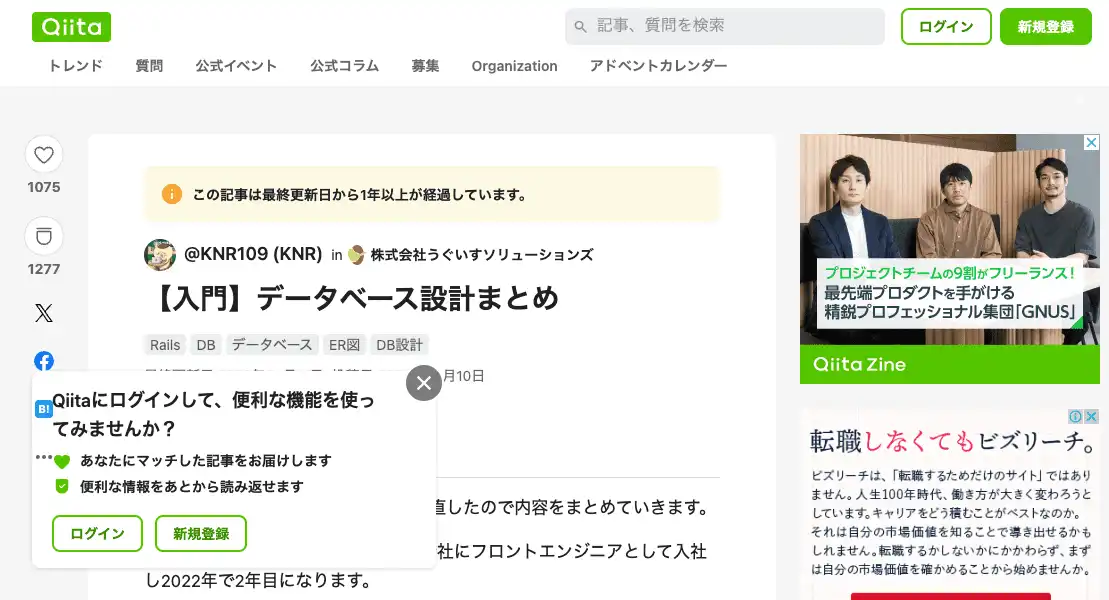 Qiita
記事、質問を検索
ログイン
新規登録
トレンド 質問 公式イベント 公式コラム 募集 Organization アドベントカレンダー
1075
1277
この記事は最終更新日から1年以上が経過しています。
@KNR109 (KNR) in 株式会社うぐいすソリューションズ
【入門】データベース設計まとめ
Rails DB データベース ER図 DB設計
月10日
Qiitaにログインして、便利な機能を使っ
てみませんか？
あなたにマッチした記事をお届けします
便利な情報をあとから読み返せます
ログイン 新規登録
B!
直したので内容をまとめていきます。
社にフロントエンジニアとして入社
し2022年で2年目になります。
プロジェクトチームの9割がフリーランス！
最先端プロダクトを手がける
精鋭プロフェッショナル集団「GNUS」
Qiita Zine
転職しなくてもビズリーチ。
ビズリーチは、「転職するためだけのサイト」ではあり
ません。人生100年時代、働き方が大きく変わろうと
しています。キャリアをどう積むことがベストなのか。
それは自分の市場価値を知ることで導き出せるかも
しれません。転職するかしないかにかかわらず、まず
は自分の市場価値を確かめることから始めませんか。